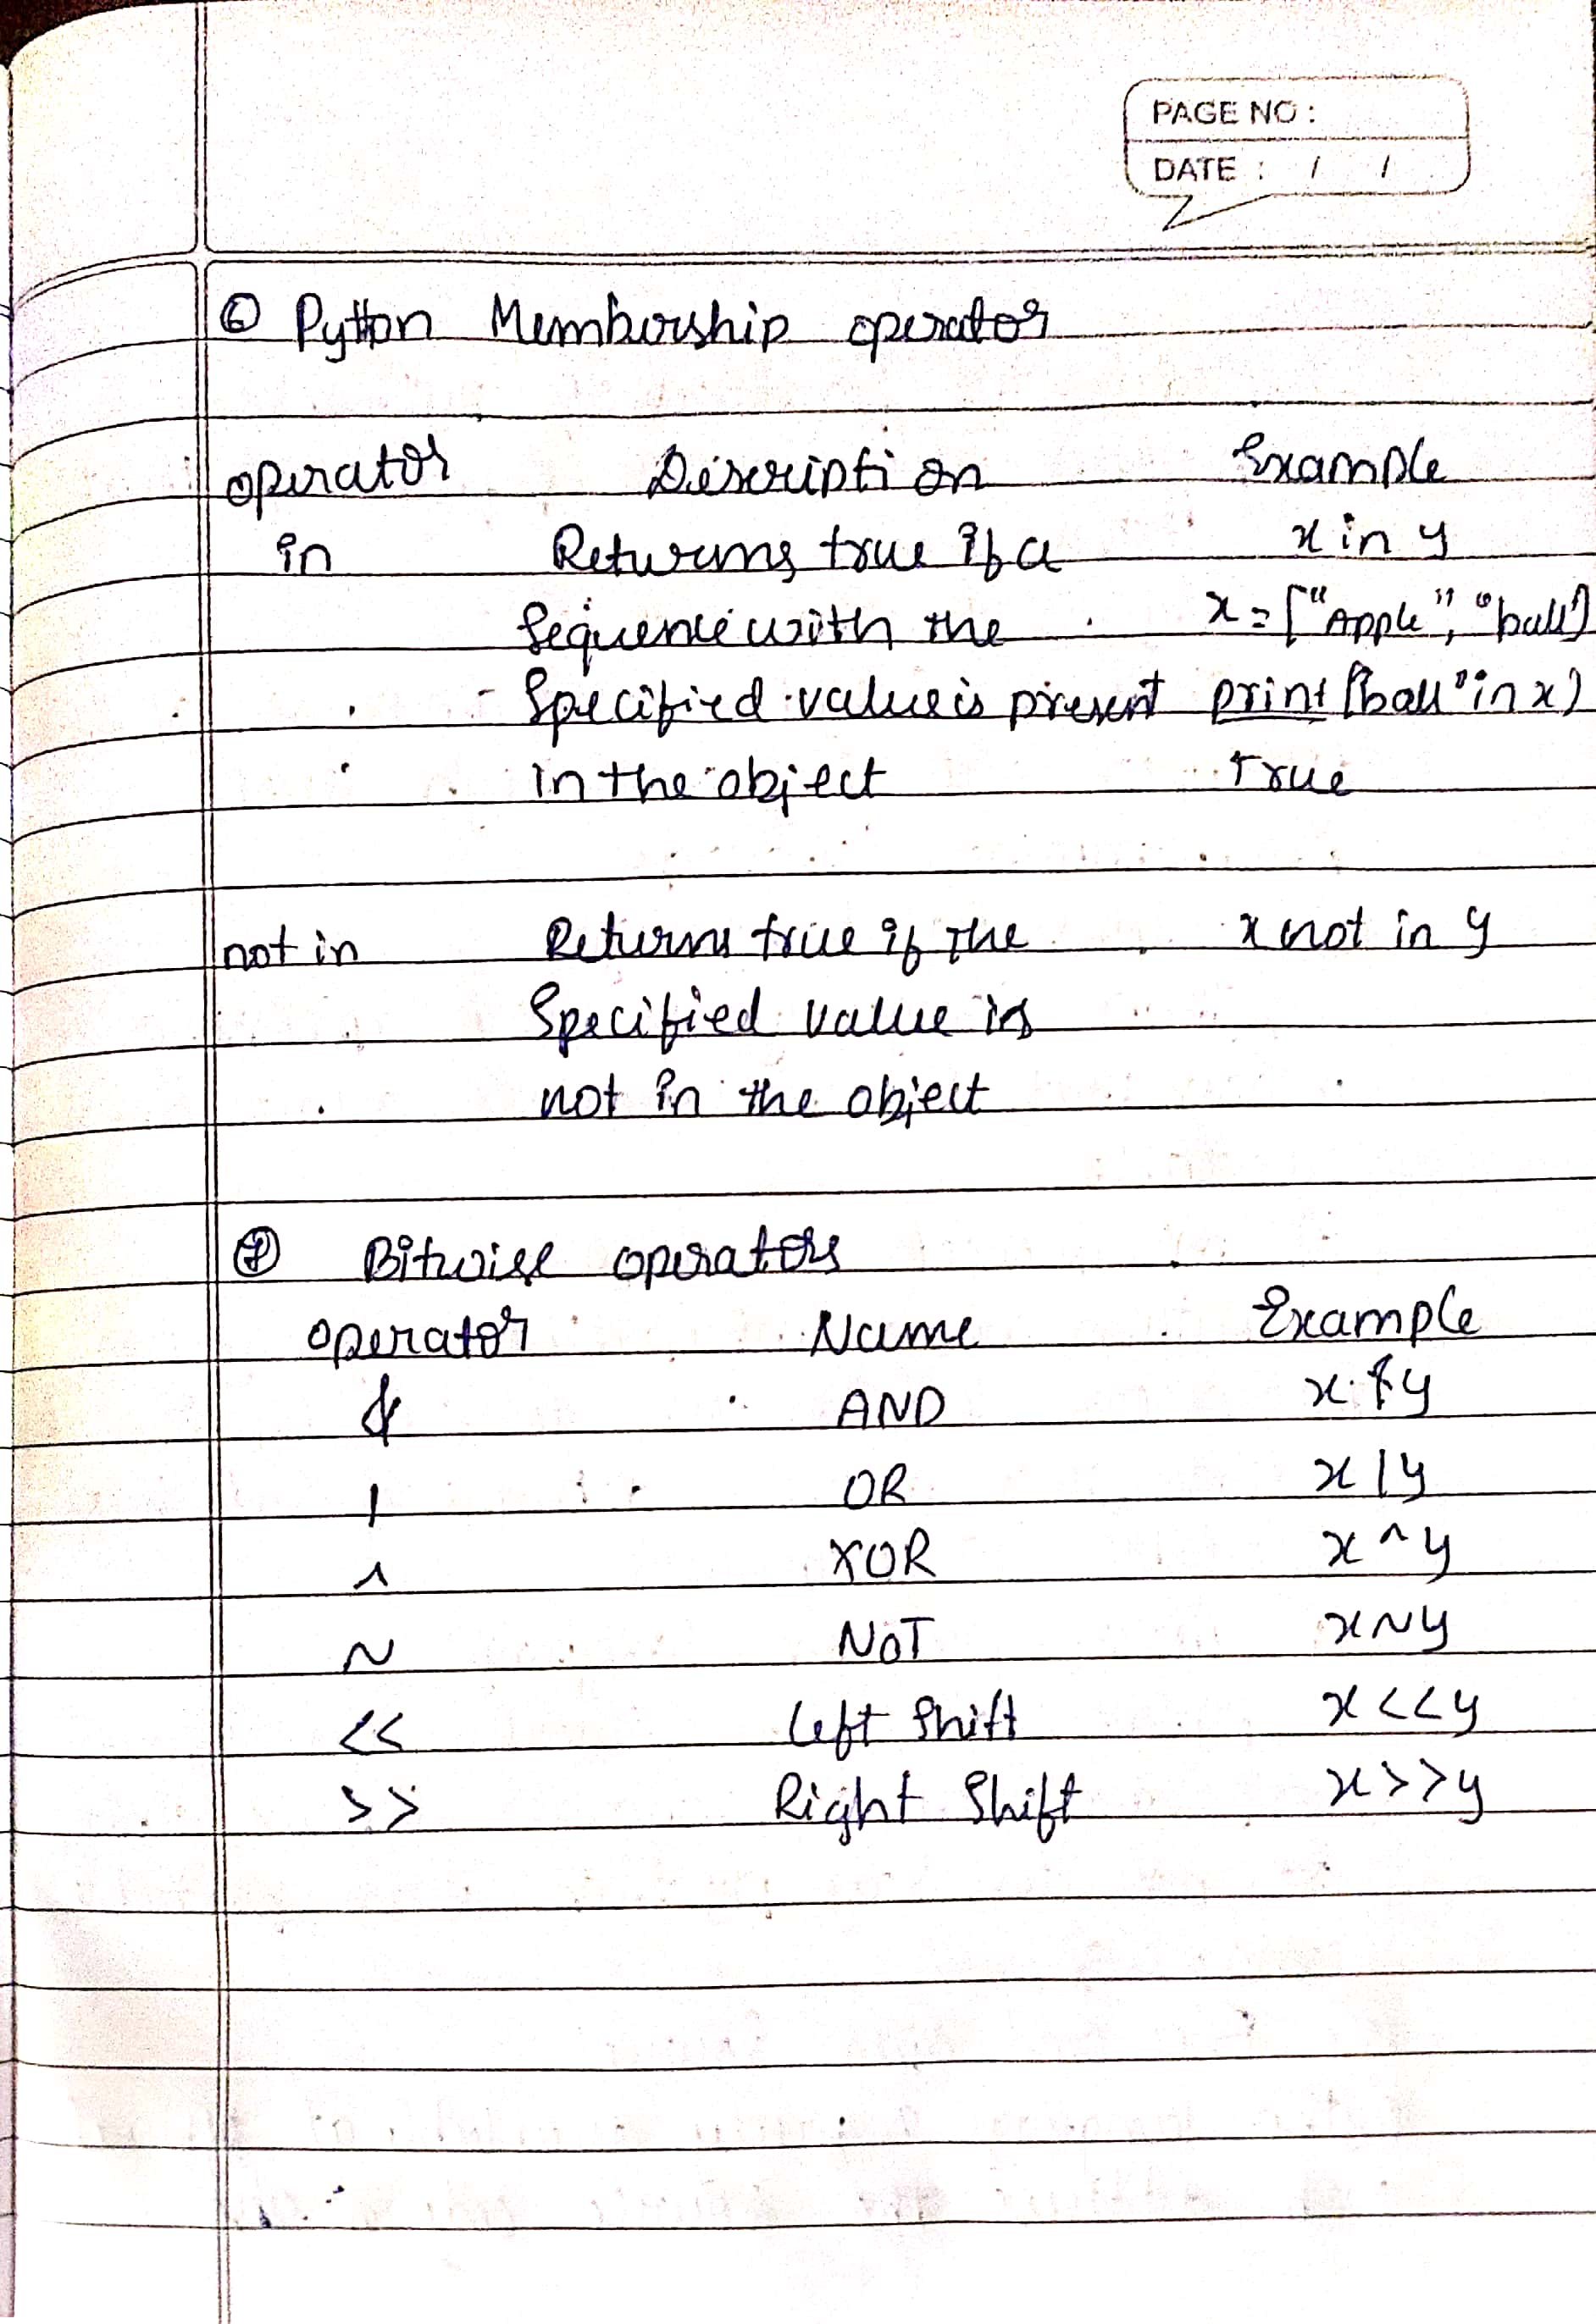 PAGE NO :
DATE : / /
⑥ Python Membership operator
operator Description Example
in Returns true if a x in y
Sequence with the x = ["Apple", "ball"]
Specified value is present print ("ball" in x)
in the object True
not in Returns true if the x not in y
Specified value is
not in the object
⑦ Bitwise operators
operator Name Example
& AND x & y
| OR x | y
^ XOR x ^ y
~ NOT x ~ y
<< left Shift x << y
>> Right Shift x >> y